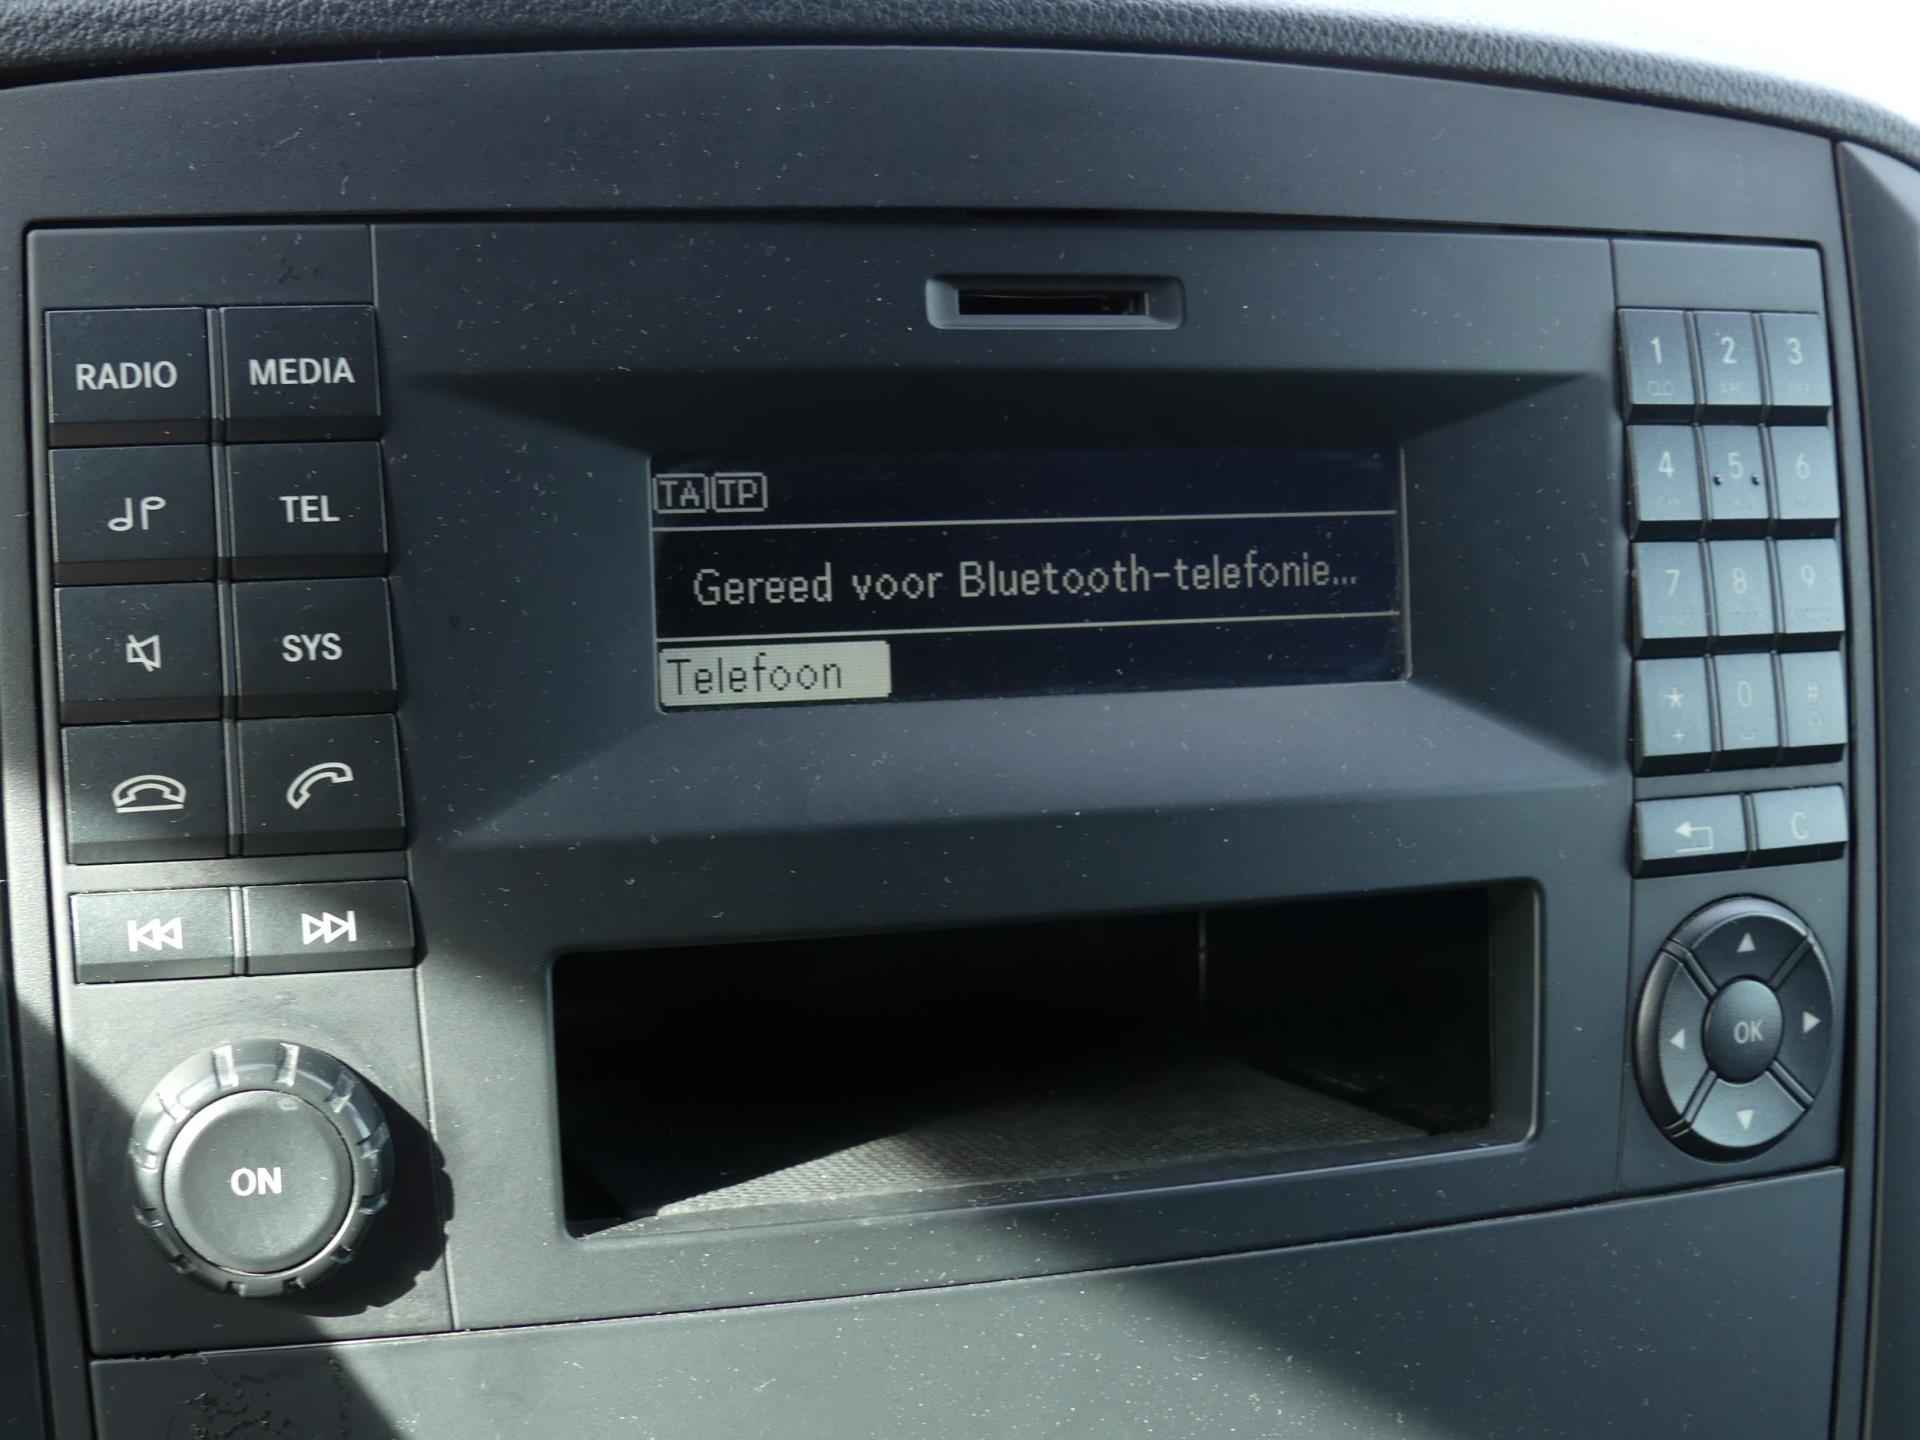 RADIO MEDIA
TEL
SYS
ON
TA TP
Gereed voor Bluetooth-telefonie...
Telefoon
1 2 3
4 5 6
7 8 9
* 0 #
+
C
OK